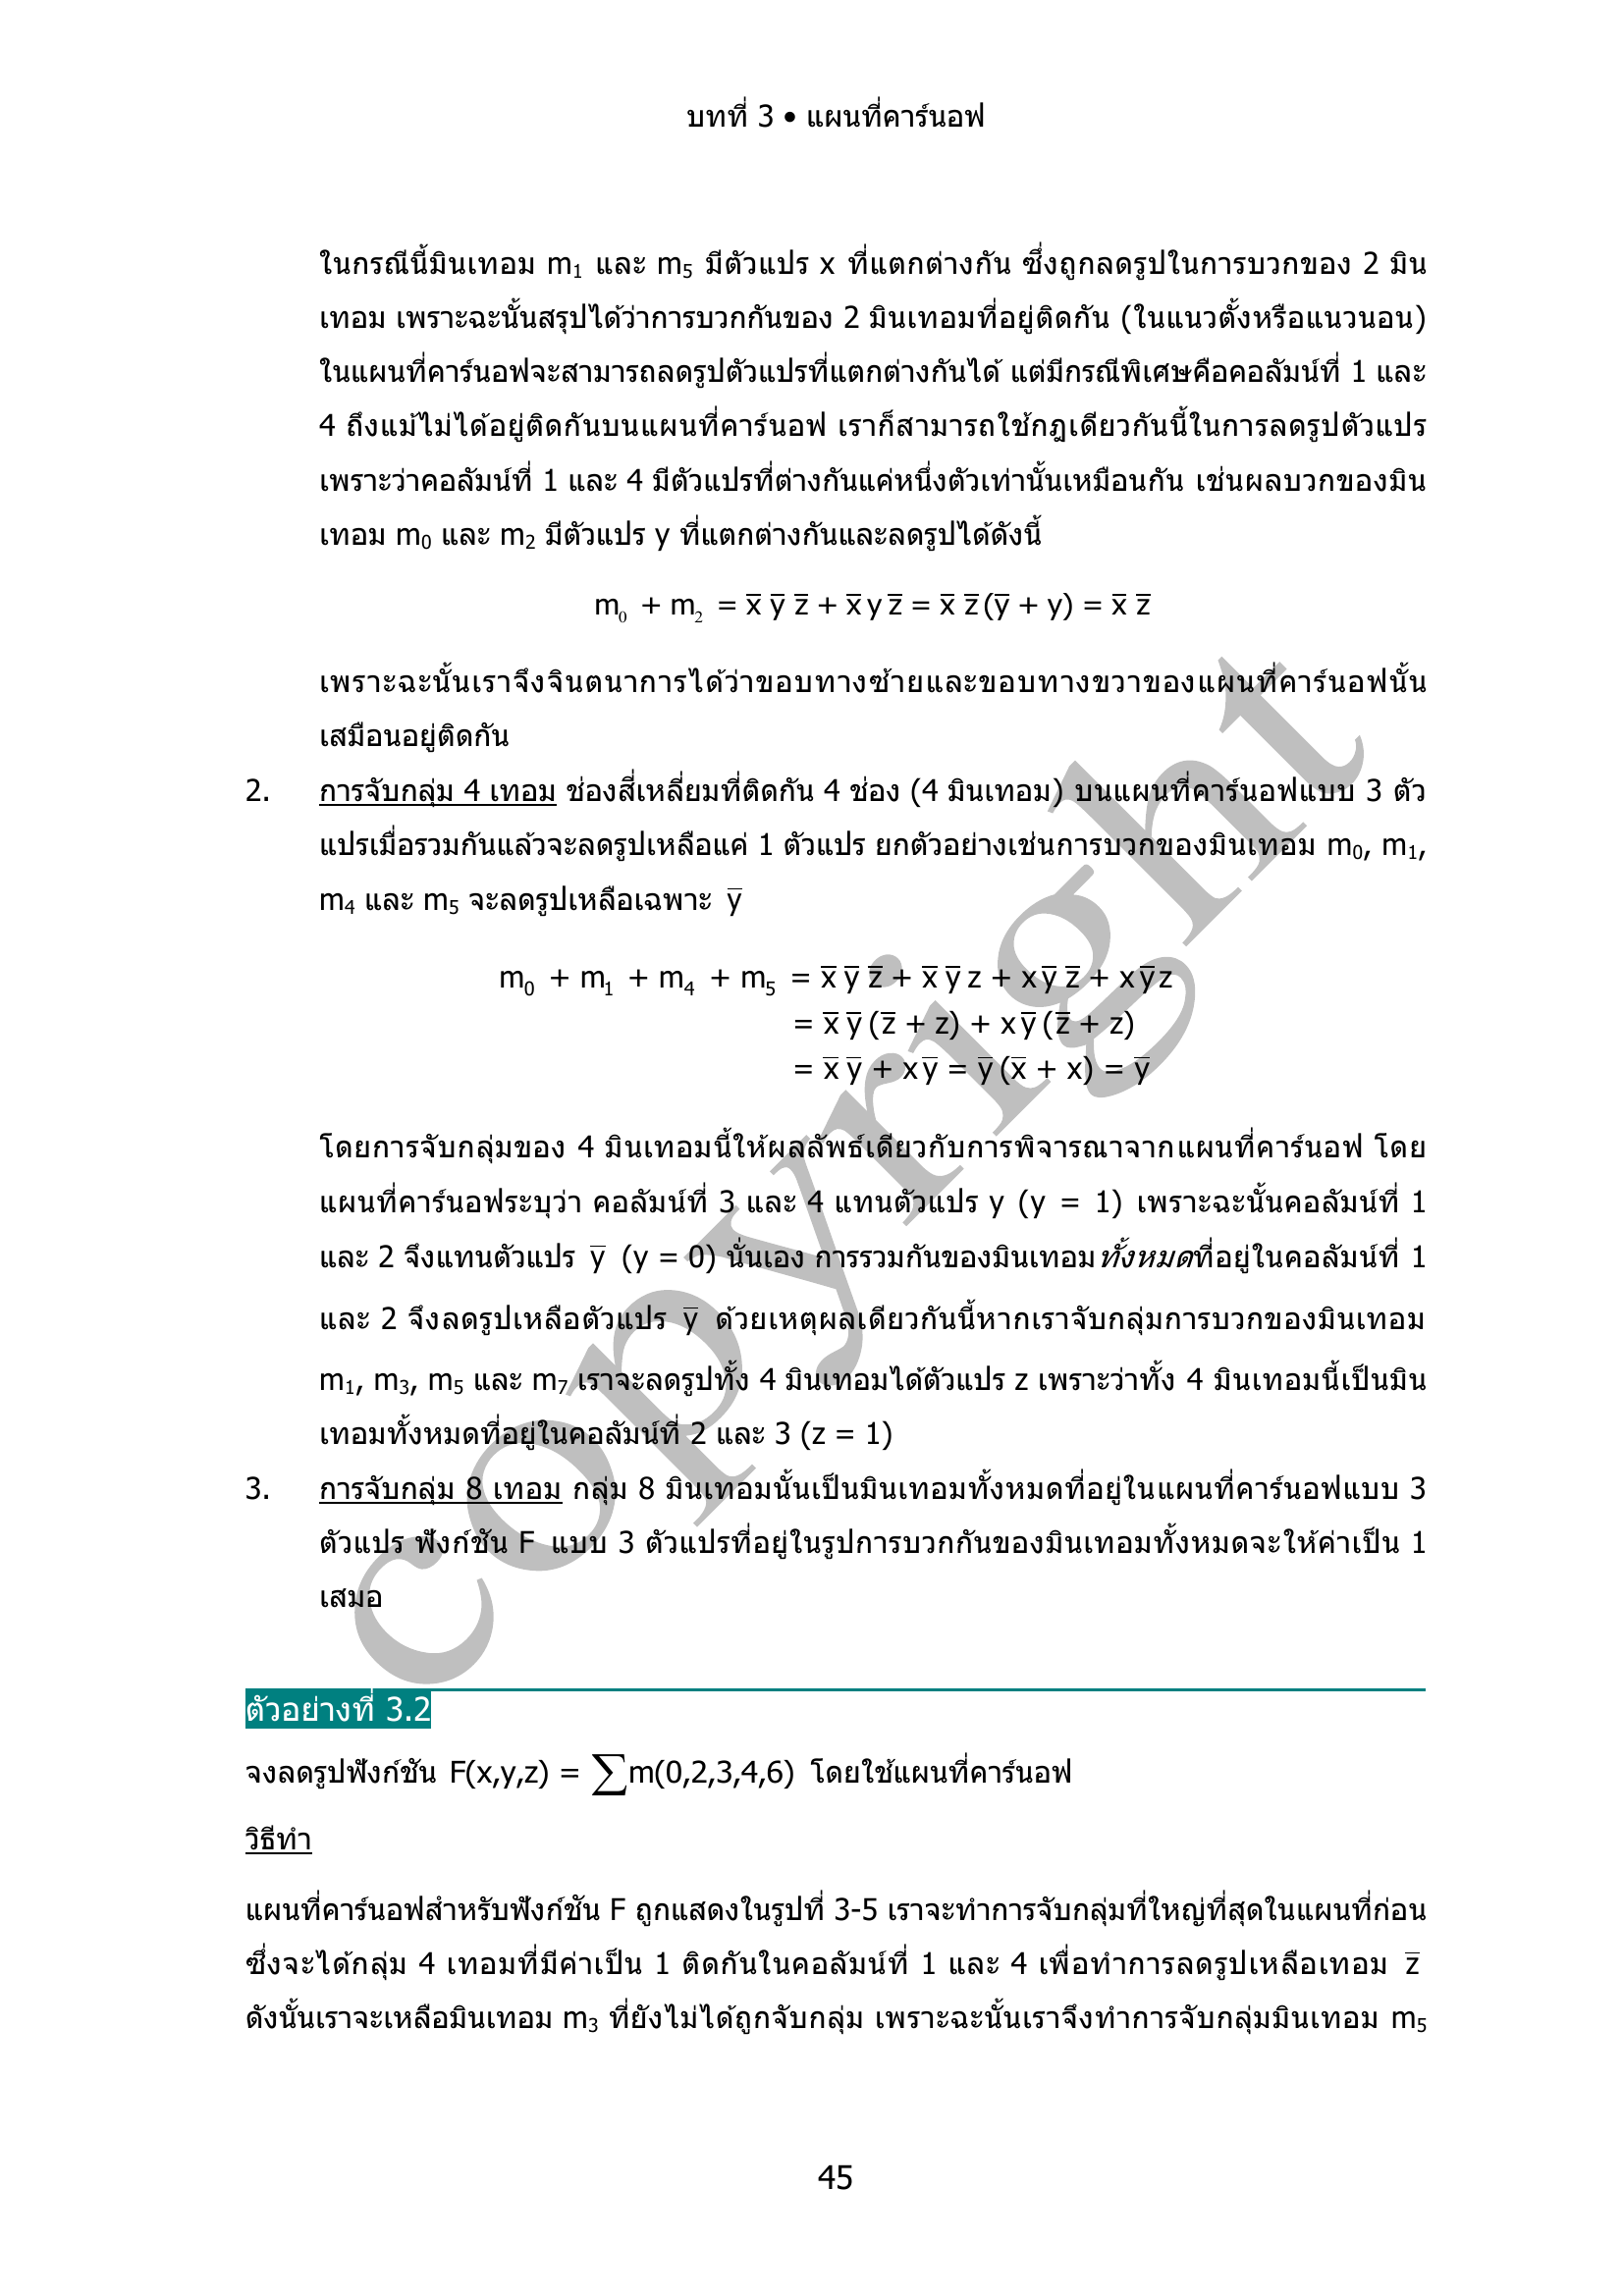 บทที่ 3 • แผนที่คาร์นอฟ
ในกรณีนี้มินเทอม m₁ และ m₅ มีตัวแปร x ที่แตกต่างกัน ซึ่งถูกลดรูปในการบวกของ 2 มิน
เทอม เพราะฉะนั้นสรุปได้ว่าการบวกกันของ 2 มินเทอมที่อยู่ติดกัน (ในแนวตั้งหรือแนวนอน)
ในแผนที่คาร์นอฟจะสามารถลดรูปตัวแปรที่แตกต่างกันได้ แต่มีกรณีพิเศษคือคอลัมน์ที่ 1 และ
4 ถึงแม้ไม่ได้อยู่ติดกันบนแผนที่คาร์นอฟ เราก็สามารถใช้กฎเดียวกันนี้ในการลดรูปตัวแปร
เพราะว่าคอลัมน์ที่ 1 และ 4 มีตัวแปรที่ต่างกันแค่หนึ่งตัวเท่านั้นเหมือนกัน เช่นผลบวกของมิน
เทอม m₀ และ m₂ มีตัวแปร y ที่แตกต่างกันและลดรูปได้ดังนี้
m₀ + m₂ = x̅ y̅ z̅ + x̅ y z̅ = x̅ z̅ (y̅ + y) = x̅ z̅
เพราะฉะนั้นเราจึงจินตนาการได้ว่าขอบทางซ้ายและขอบทางขวาของแผนที่คาร์นอฟนั้น
เสมือนอยู่ติดกัน
2. การจับกลุ่ม 4 เทอม ช่องสี่เหลี่ยมที่ติดกัน 4 ช่อง (4 มินเทอม) บนแผนที่คาร์นอฟแบบ 3 ตัว
แปรเมื่อรวมกันแล้วจะลดรูปเหลือแค่ 1 ตัวแปร ยกตัวอย่างเช่นการบวกของมินเทอม m₀, m₁,
m₄ และ m₅ จะลดรูปเหลือเฉพาะ y̅
m₀ + m₁ + m₄ + m₅ = x̅ y̅ z̅ + x̅ y̅ z + x y̅ z̅ + x y̅ z
= x̅ y̅ (z̅ + z) + x y̅ (z̅ + z)
= x̅ y̅ + x y̅ = y̅ (x̅ + x) = y̅
โดยการจับกลุ่มของ 4 มินเทอมนี้ให้ผลลัพธ์เดียวกับการพิจารณาจากแผนที่คาร์นอฟ โดย
แผนที่คาร์นอฟระบุว่า คอลัมน์ที่ 3 และ 4 แทนตัวแปร y (y = 1) เพราะฉะนั้นคอลัมน์ที่ 1
และ 2 จึงแทนตัวแปร y̅ (y = 0) นั่นเอง การรวมกันของมินเทอมทั้งหมดที่อยู่ในคอลัมน์ที่ 1
และ 2 จึงลดรูปเหลือตัวแปร y̅ ด้วยเหตุผลเดียวกันนี้หากเราจับกลุ่มการบวกของมินเทอม
m₁, m₃, m₅ และ m₇ เราจะลดรูปทั้ง 4 มินเทอมได้ตัวแปร z เพราะว่าทั้ง 4 มินเทอมนี้เป็นมิน
เทอมทั้งหมดที่อยู่ในคอลัมน์ที่ 2 และ 3 (z = 1)
3. การจับกลุ่ม 8 เทอม กลุ่ม 8 มินเทอมนั้นเป็นมินเทอมทั้งหมดที่อยู่ในแผนที่คาร์นอฟแบบ 3
ตัวแปร ฟังก์ชัน F แบบ 3 ตัวแปรที่อยู่ในรูปการบวกกันของมินเทอมทั้งหมดจะให้ค่าเป็น 1
เสมอ
ตัวอย่างที่ 3.2
จงลดรูปฟังก์ชัน F(x,y,z) = ∑m(0,2,3,4,6) โดยใช้แผนที่คาร์นอฟ
วิธีทำ
แผนที่คาร์นอฟสำหรับฟังก์ชัน F ถูกแสดงในรูปที่ 3-5 เราจะทำการจับกลุ่มที่ใหญ่ที่สุดในแผนที่ก่อน
ซึ่งจะได้กลุ่ม 4 เทอมที่มีค่าเป็น 1 ติดกันในคอลัมน์ที่ 1 และ 4 เพื่อทำการลดรูปเหลือเทอม z̅
ดังนั้นเราจะเหลือมินเทอม m₃ ที่ยังไม่ได้ถูกจับกลุ่ม เพราะฉะนั้นเราจึงทำการจับกลุ่มมินเทอม m₅
45
copyright